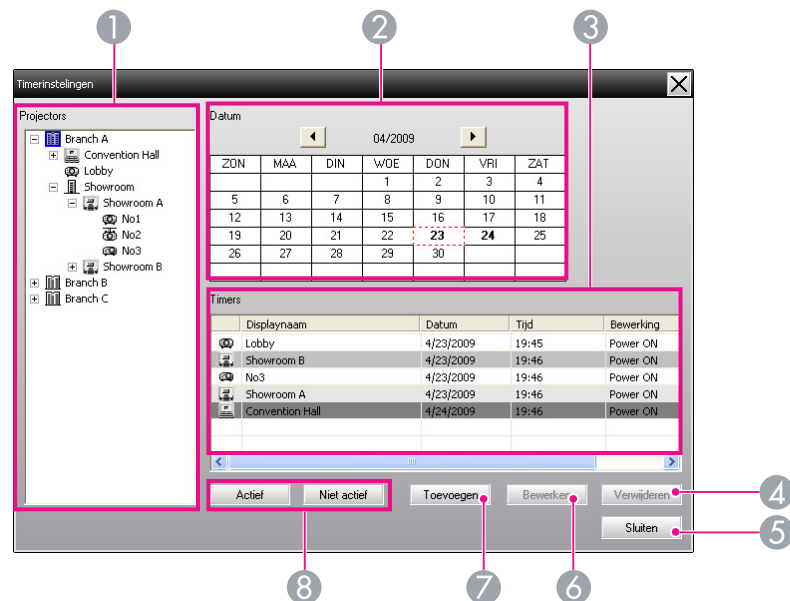 1 2 3
Timerinstelingen
Projectors
Branch A
Convention Hall
Lobby
Showroom
Showroom A
No1
No2
No3
Showroom B
Branch B
Branch C
Datum
04/2009
ZON MAA DIN WOE DON VRI ZAT
1 2 3 4
5 6 7 8 9 10 11
12 13 14 15 16 17 18
19 20 21 22 23 24 25
26 27 28 29 30
Timers
Displaynaam Datum Tijd Bewerking
Lobby 4/23/2009 19:45 Power ON
Showroom B 4/23/2009 19:46 Power ON
No3 4/23/2009 19:46 Power ON
Showroom A 4/23/2009 19:46 Power ON
Convention Hall 4/24/2009 19:46 Power ON
Actief Niet actief Toevoegen Bewerken Verwijderen 4
Sluiten 5
8 7 6